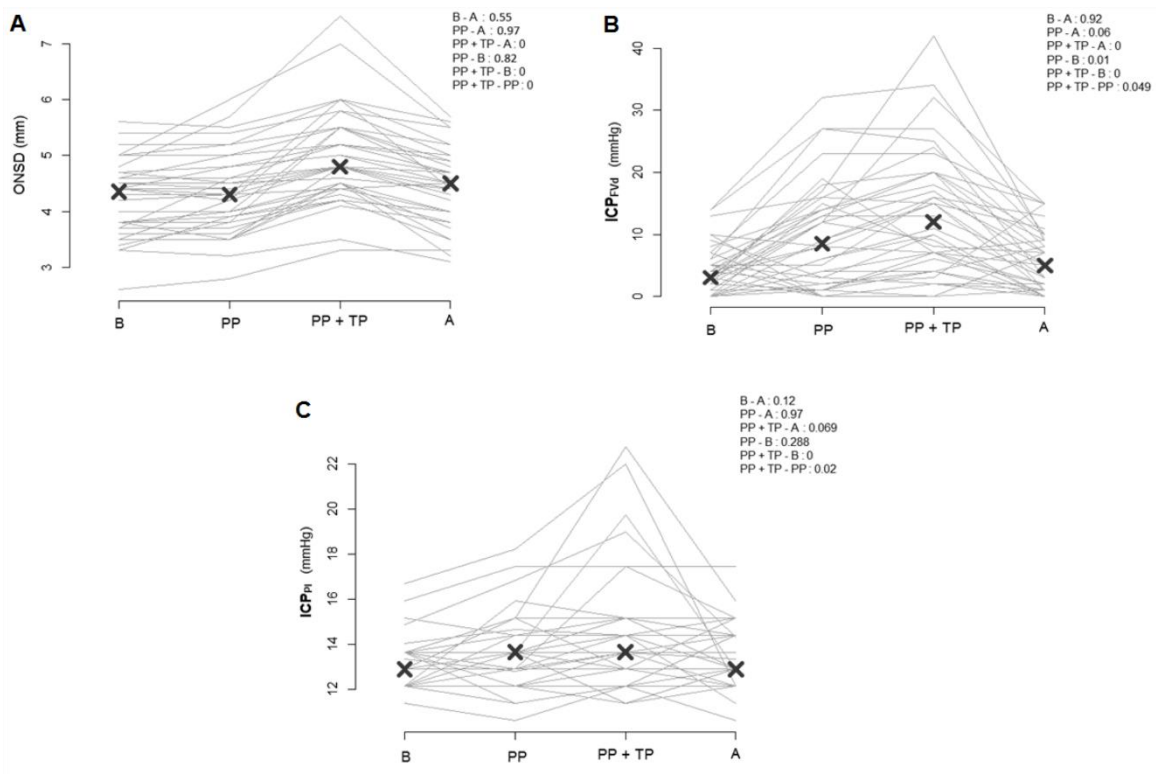 A
B - A : 0.55
PP - A : 0.97
PP + TP - A : 0
PP - B : 0.82
PP + TP - B : 0
PP + TP - PP : 0
ONSD (mm)
7
6
5
4
3
B PP PP + TP A
B
B - A : 0.92
PP - A : 0.06
PP + TP - A : 0
PP - B : 0.01
PP + TP - B : 0
PP + TP - PP : 0.049
ICPFVd (mmHg)
40
30
20
10
0
B PP PP + TP A
C
B - A : 0.12
PP - A : 0.97
PP + TP - A : 0.069
PP - B : 0.288
PP + TP - B : 0
PP + TP - PP : 0.02
ICPPI (mmHg)
22
20
18
16
14
12
B PP PP + TP A